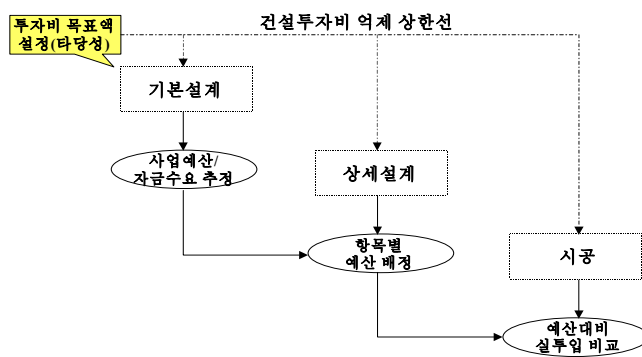 투자비 목표액
설정(타당성)
건설투자비 억제 상한선
기본설계
사업예산/
자금수요 추정
상세설계
항목별
예산 배정
시공
예산대비
실투입 비교